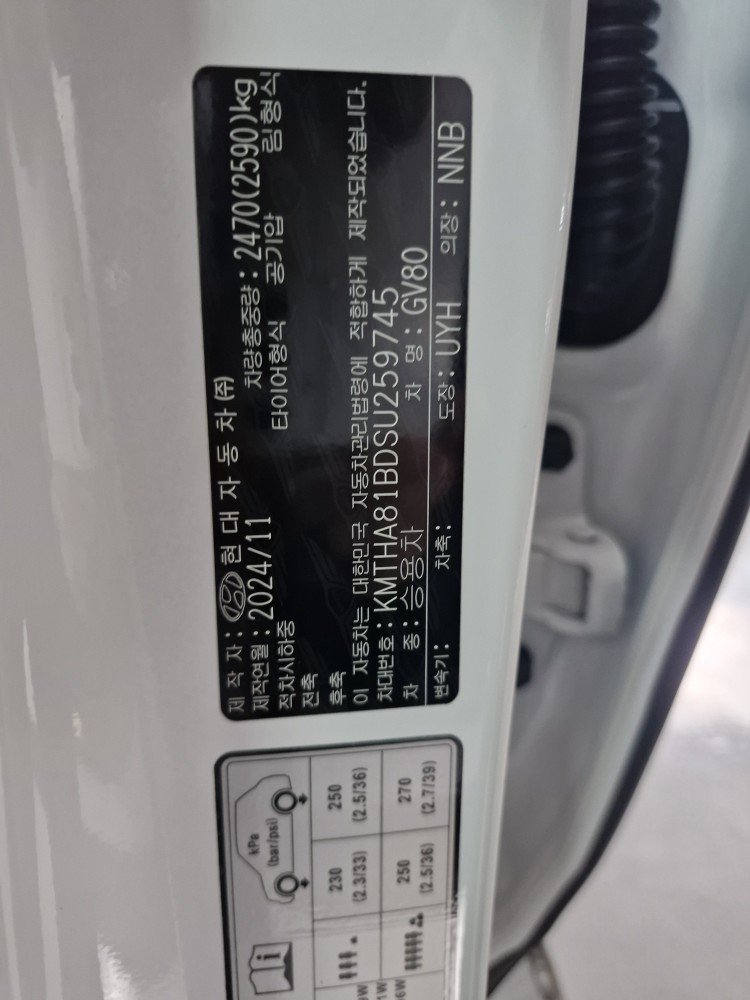 제 작 자 : 현 대 자 동 차 (주)
제작연월 : 2024/11 차량총중량 : 2470(2590)kg
적차시하중 타이어형식 공기압 림형식
전축
후축
이 자동차는 대한민국 자동차관리법령에 적합하게 제작되었습니다.
차대번호 : KMTHA81BDSU259745
차 종 : 승용차 차 명 : GV80
변속기 : 차축 : 도장 : UYH 의장 : NNB
kPa
(bar/psi)
230 250
(2.3/33) (2.5/36)
250 270
(2.5/36) (2.7/39)